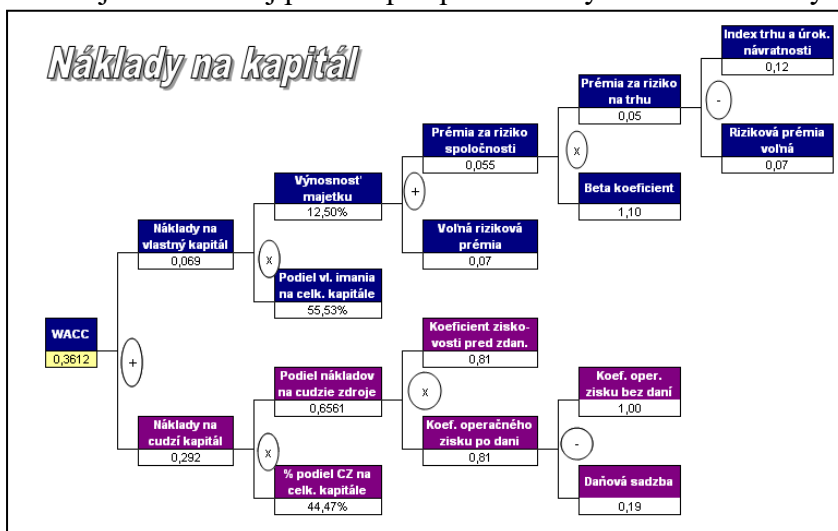 Náklady na kapitál
Index trhu a úrok.
návratnosti
0,12
-
Riziková prémia
voľná
0,07
Prémia za riziko
na trhu
0,05
x
Beta koeficient
1,10
Prémia za riziko
spoločnosti
0,055
+
Voľná riziková
prémia
0,07
Výnosnosť
majetku
12,50%
x
Podiel vl. imania
na celk. kapitále
55,53%
Náklady na
vlastný kapitál
0,069
WACC
0,3612
+
Náklady na
cudzí kapitál
0,292
Podiel nákladov
na cudzie zdroje
0,6561
x
% podiel CZ na
celk. kapitále
44,47%
Koeficient zisko-
vosti pred zdan.
0,81
x
Koef. operačného
zisku po dani
0,81
Koef. oper.
zisku bez daní
1,00
-
Daňová sadzba
0,19